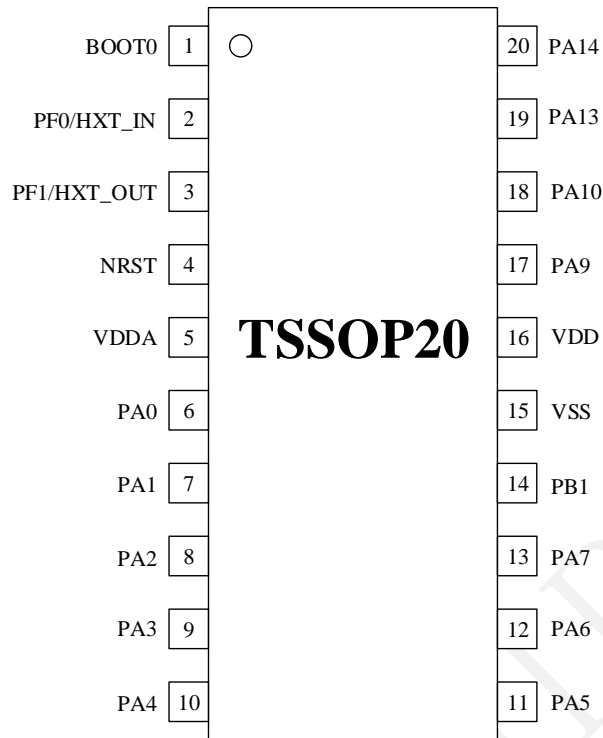 BOOT0 1 20 PA14
PF0/HXT_IN 2 19 PA13
PF1/HXT_OUT 3 18 PA10
NRST 4 17 PA9
VDDA 5 TSSOP20 16 VDD
PA0 6 15 VSS
PA1 7 14 PB1
PA2 8 13 PA7
PA3 9 12 PA6
PA4 10 11 PA5